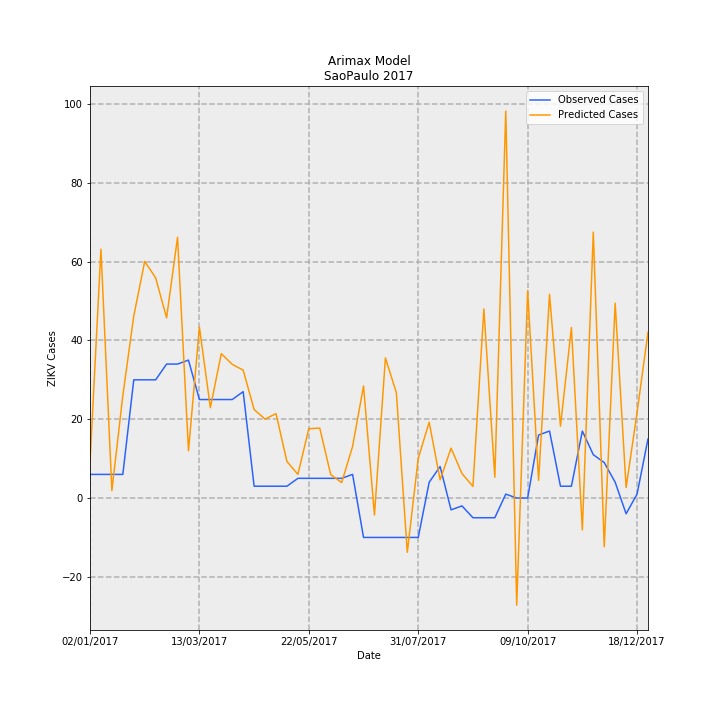 Arimax Model
SaoPaulo 2017
Observed Cases
Predicted Cases
ZIKV Cases
100
80
60
40
20
0
−20
02/01/2017
13/03/2017
22/05/2017
31/07/2017
09/10/2017
18/12/2017
Date